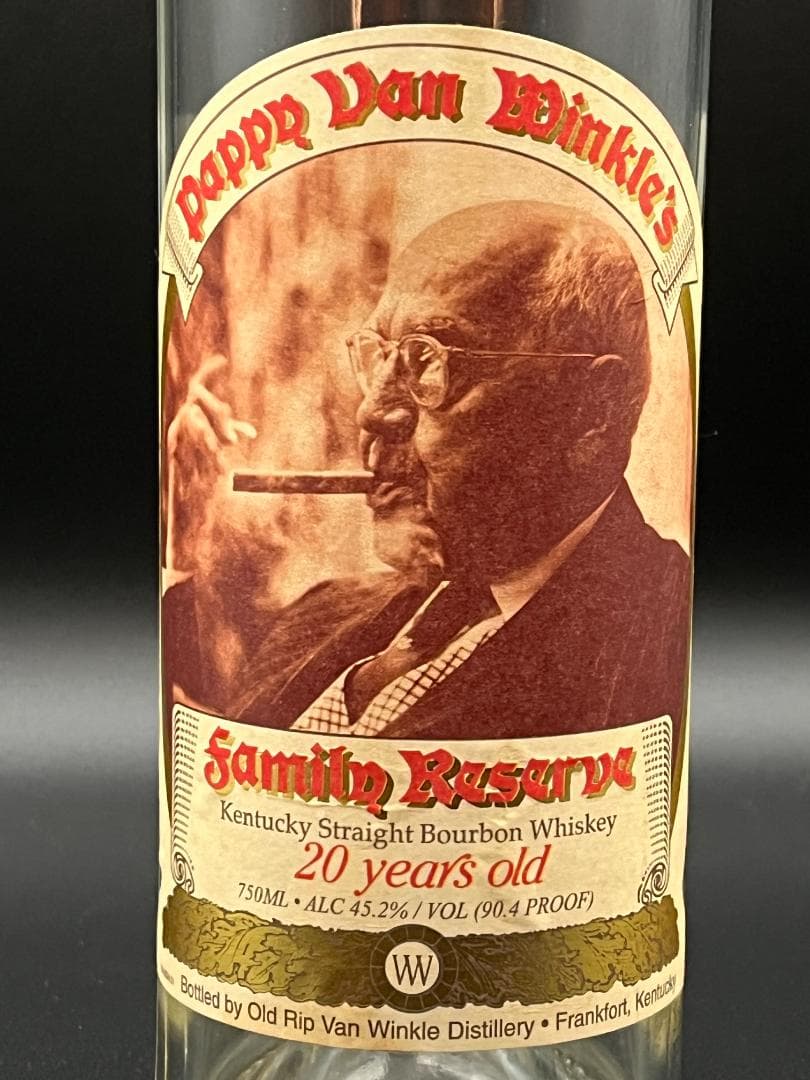 Pappy Van Winkle's
Family Reserve
Kentucky Straight Bourbon Whiskey
20 years old
750ML • ALC 45.2% / VOL (90.4 PROOF)
VW
Bottled by Old Rip Van Winkle Distillery • Frankfort, Kentucky